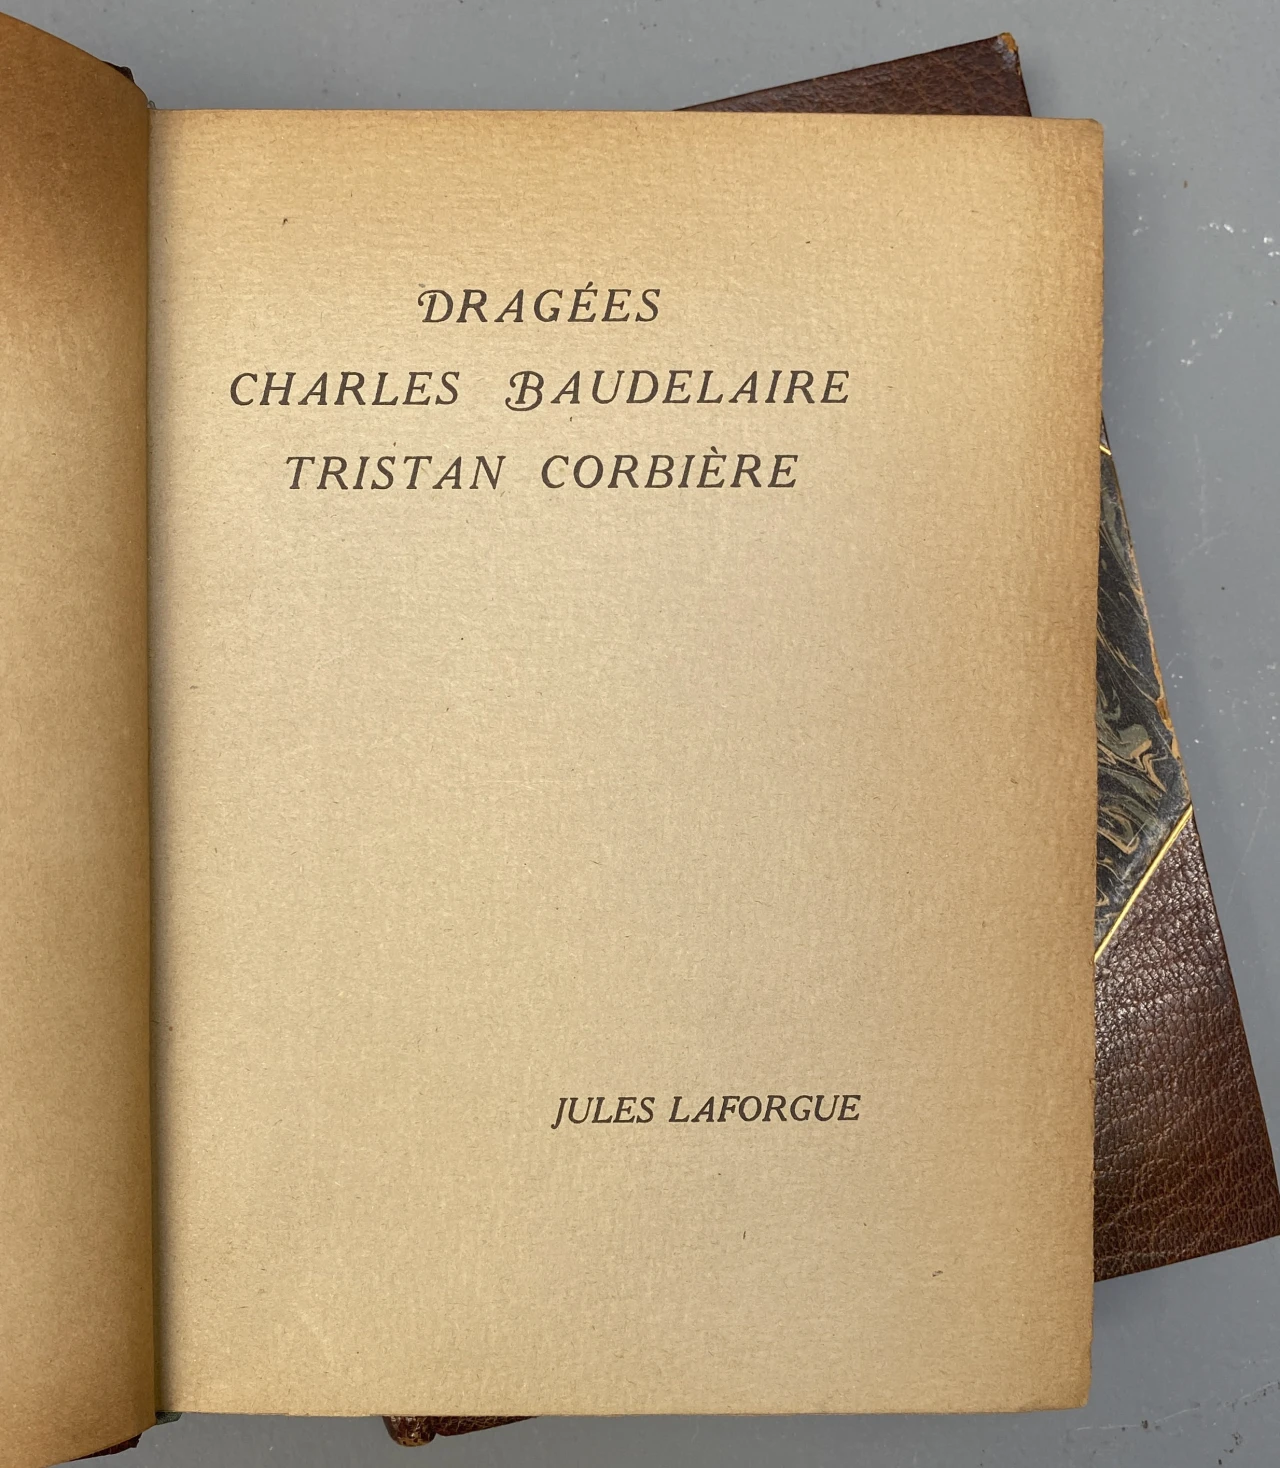 DRAGÉES
CHARLES BAUDELAIRE
TRISTAN CORBIÈRE
JULES LAFORGUE